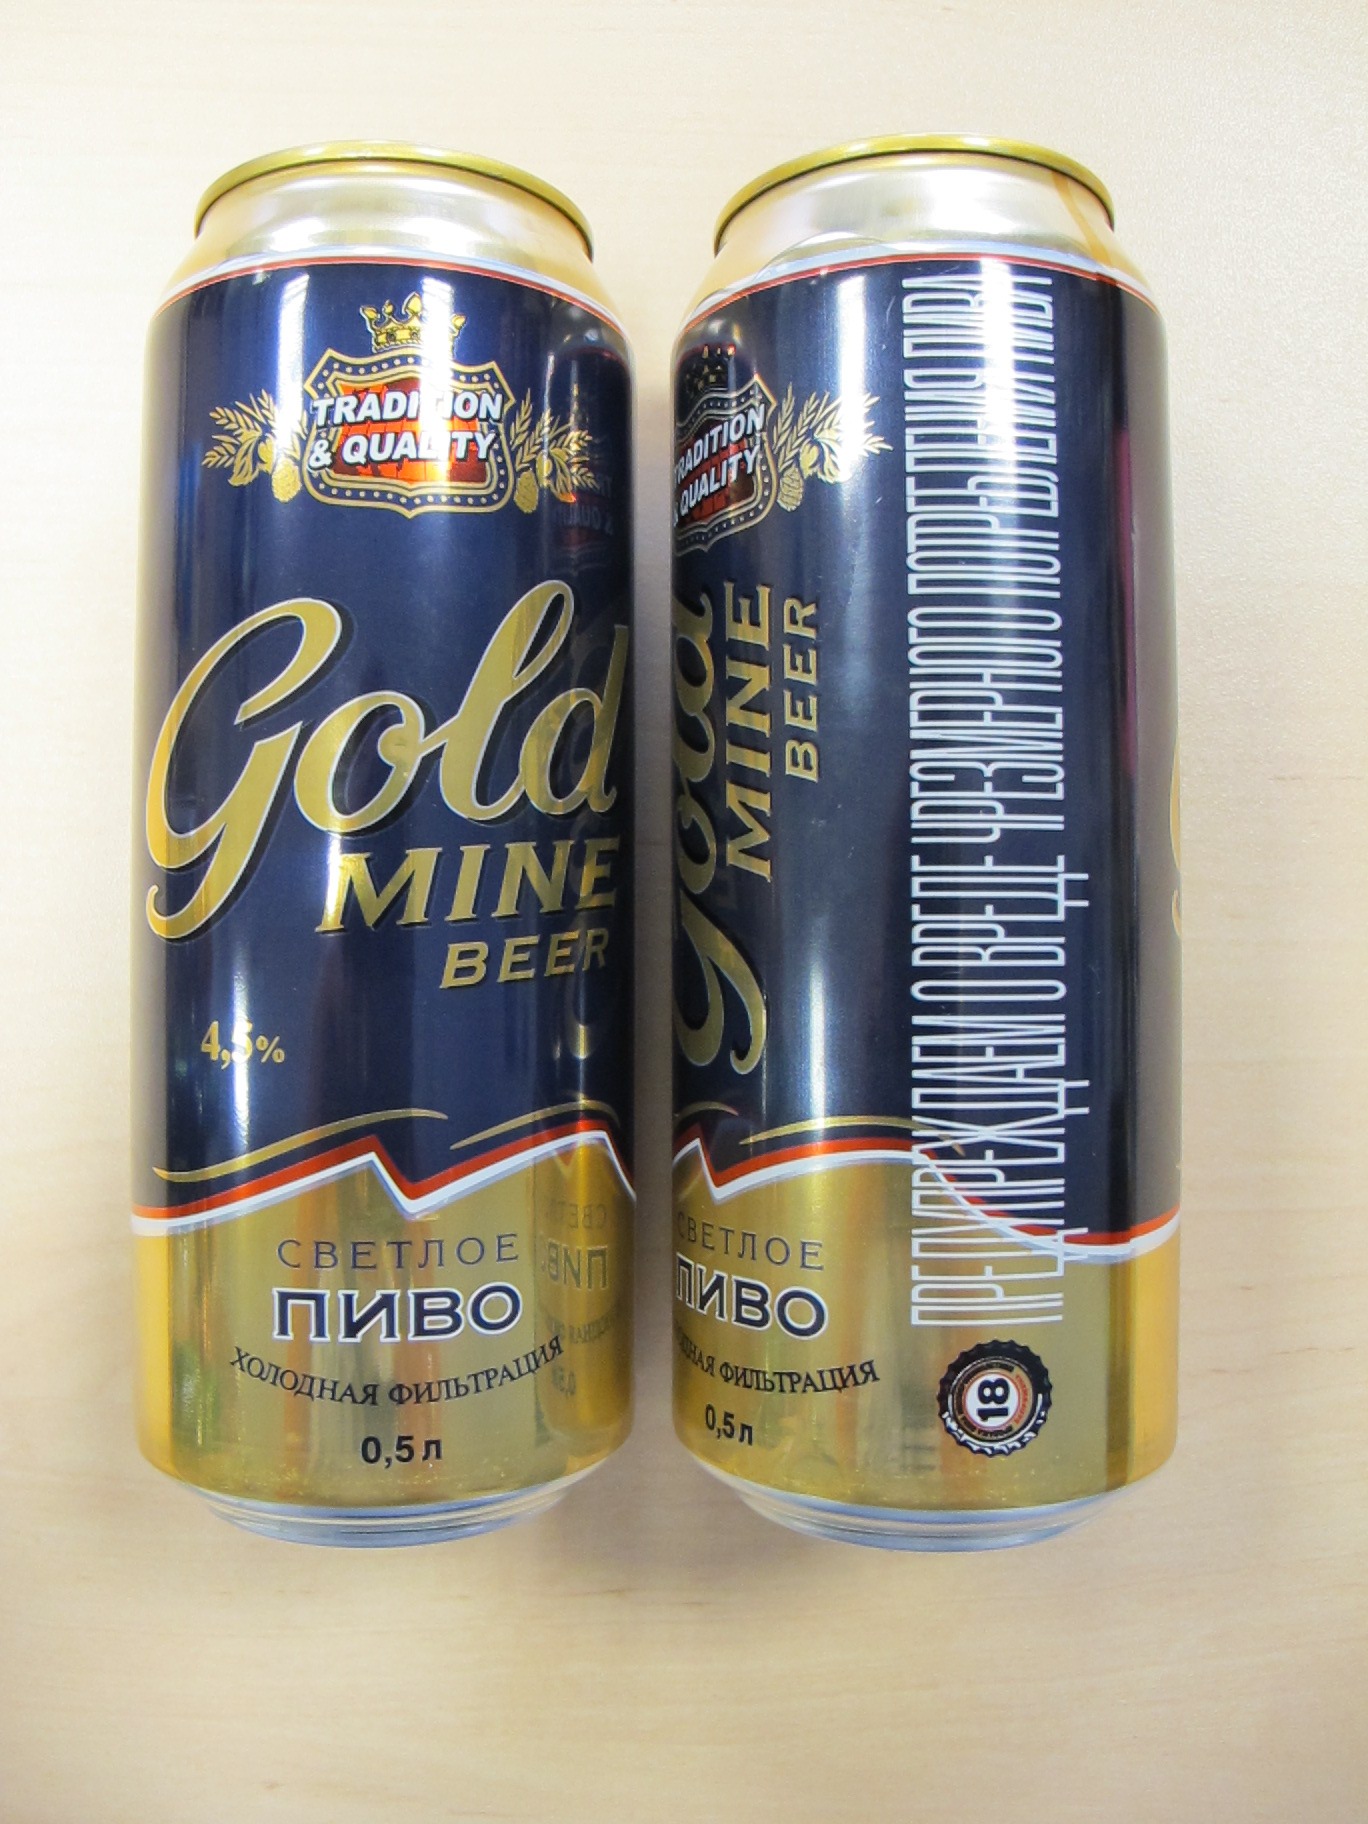 TRADITION
& QUALITY
Gold
MINE
BEER
4,5%
СВЕТЛОЕ
ПИВО
ХОЛОДНАЯ ФИЛЬТРАЦИЯ
0,5 л
TRADITION
& QUALITY
Gold
MINE
BEER
СВЕТЛОЕ
ПИВО
ФИЛЬТРАЦИЯ
0,5 л
ПРЕДУПРЕЖДАЕМ О ВРЕДЕ ЧРЕЗМЕРНОГО ПОТРЕБЛЕНИЯ ПИВА
18